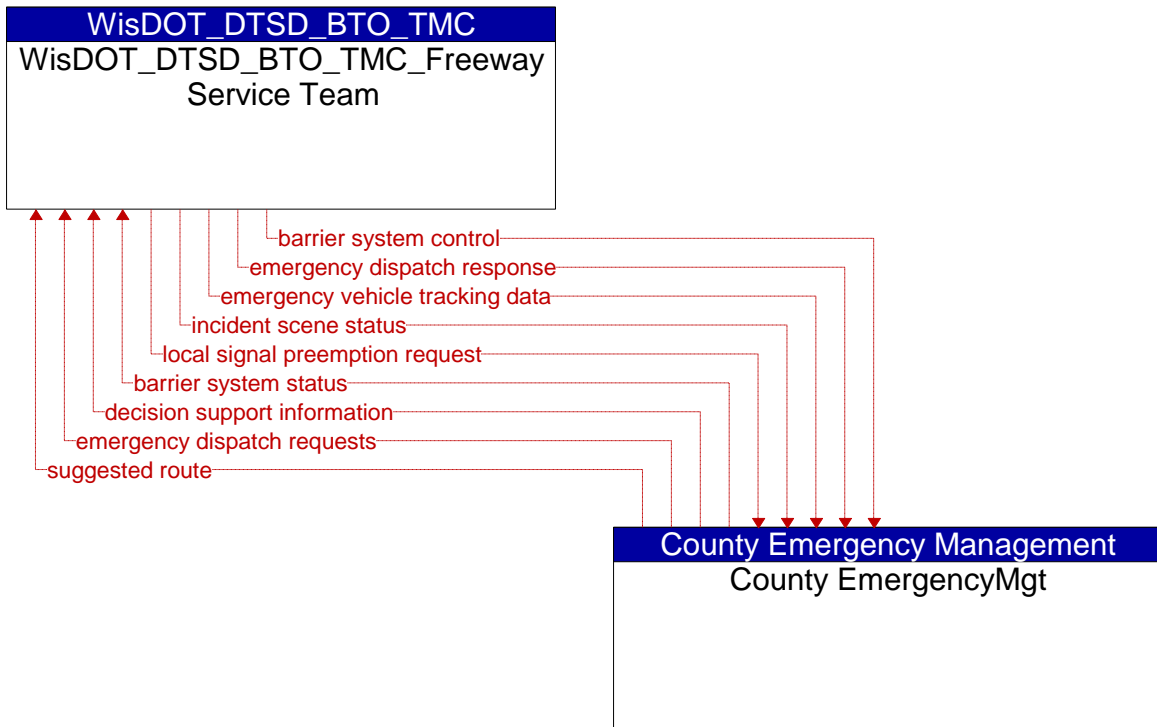 WisDOT_DTSD_BTO_TMC
WisDOT_DTSD_BTO_TMC_Freeway
Service Team
barrier system control
emergency dispatch response
emergency vehicle tracking data
incident scene status
local signal preemption request
barrier system status
decision support information
emergency dispatch requests
suggested route
County Emergency Management
County EmergencyMgt